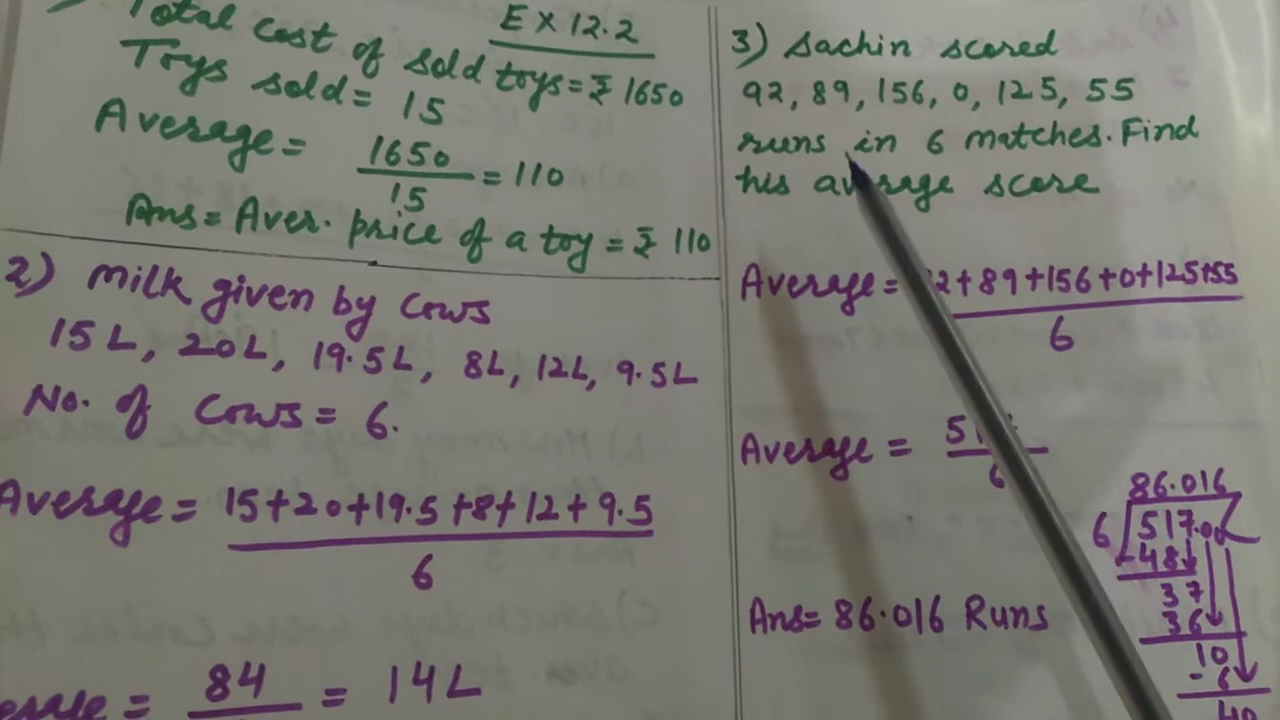 Total cost of sold toys = ₹ 1650
EX 12.2
Toys sold = 15
Average = 1650
15
= 110
Ans = Aver. price of a toy = ₹ 110
2) Milk given by Cows
15L, 20L, 19.5L, 8L, 12L, 9.5L
No. of Cows = 6.
Average = 15+20+19.5+8+12+9.5
6
84 = 14L
3) Sachin scored
92, 89, 156, 0, 125, 55
runs in 6 matches. Find
his average score
Average = 2+89+156+0+125+55
6
Average =
6
86.016
6 517.00
-48
37
36
10
-6
40
Ans = 86.016 Runs